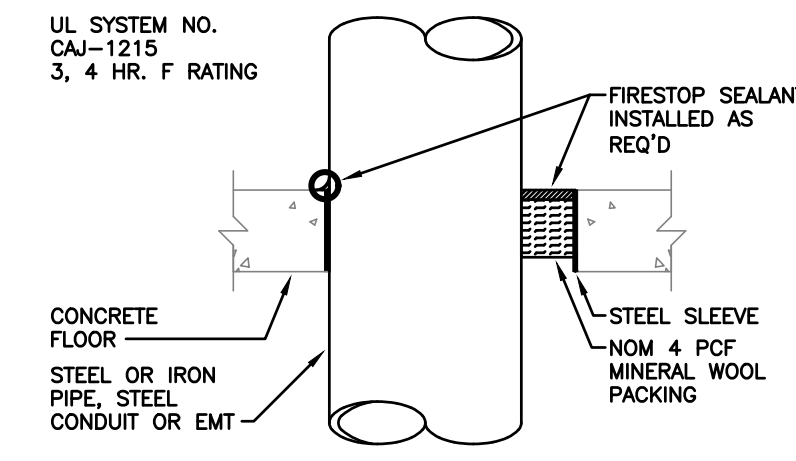 UL SYSTEM NO.
CAJ-1215
3, 4 HR. F RATING
FIRESTOP SEALANT
INSTALLED AS
REQ'D
CONCRETE
FLOOR
STEEL OR IRON
PIPE, STEEL
CONDUIT OR EMT
STEEL SLEEVE
NOM 4 PCF
MINERAL WOOL
PACKING